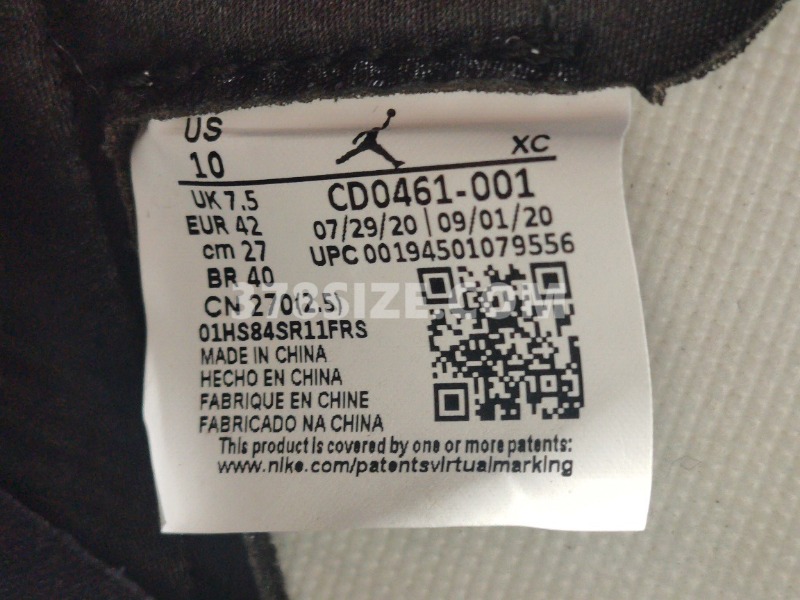 US
10
XC
UK 7.5
CD0461-001
EUR 42
07/29/20 | 09/01/20
cm 27
UPC 00194501079556
BR 40
CN 270(2.5)
378SIZE.COM
01HS84SR11FRS
MADE IN CHINA
HECHO EN CHINA
FABRIQUE EN CHINE
FABRICADO NA CHINA
This product is covered by one or more patents:
www.nike.com/patentsvirtualmarking